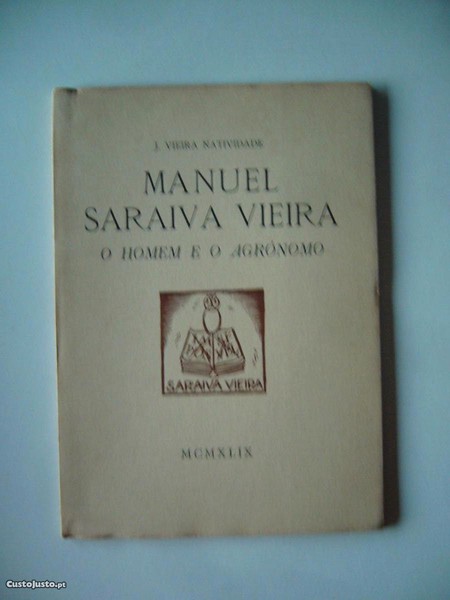 J. VIEIRA NATIVIDADE
MANUEL
SARAIVA VIEIRA
O HOMEM E O AGRÓNOMO
SARAIVA VIEIRA
MCMXLIX
CustoJusto.pt